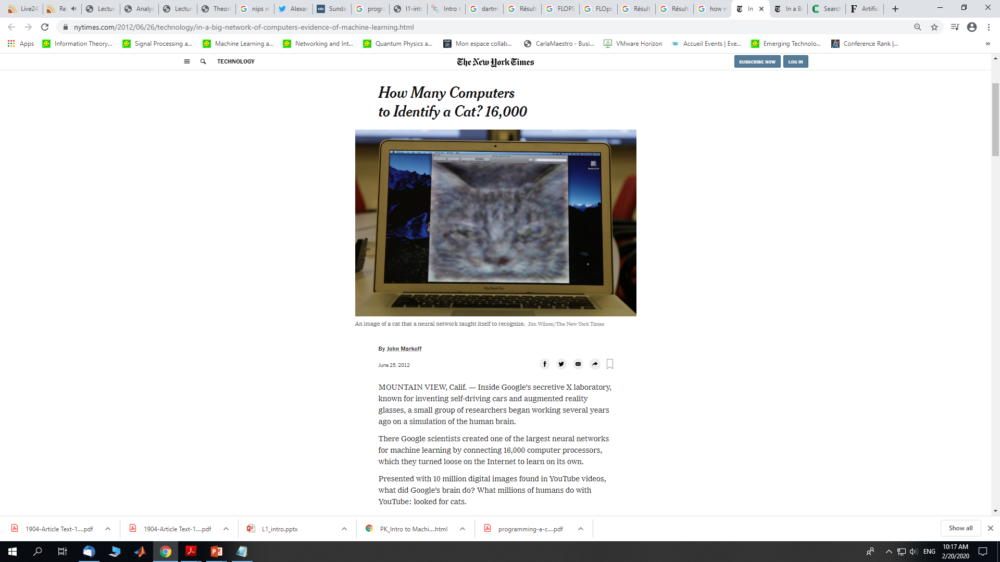 Live24
Re
Lectur
Analys
Lectur
Theori
nips re
Alexan
tds Sunda
progra
l1-intr
Intro t
dartm
Résult
FLOPS
FLOps
Résult
Résult
how m
In
In a B
Search
Artific
nytimes.com/2012/06/26/technology/in-a-big-network-of-computers-evidence-of-machine-learning.html
Apps
Information Theory...
Signal Processing a...
Machine Learning a...
Networking and Int...
Quantum Physics a...
Mon espace collab...
CarlaMaestro - Busi...
VMware Horizon
Accueil Events | Eve...
Emerging Technolo...
Conference Rank |...
»
TECHNOLOGY
The New York Times
SUBSCRIBE NOW
LOG IN
How Many Computers
to Identify a Cat? 16,000
MacBook Pro
An image of a cat that a neural network taught itself to recognize. Jim Wilson/The New York Times
By John Markoff
June 25, 2012
MOUNTAIN VIEW, Calif. — Inside Google's secretive X laboratory,
known for inventing self-driving cars and augmented reality
glasses, a small group of researchers began working several years
ago on a simulation of the human brain.
There Google scientists created one of the largest neural networks
for machine learning by connecting 16,000 computer processors,
which they turned loose on the Internet to learn on its own.
Presented with 10 million digital images found in YouTube videos,
what did Google's brain do? What millions of humans do with
YouTube: looked for cats.
1904-Article Text-1....pdf
1904-Article Text-1....pdf
L1_intro.pptx
PK_Intro to Machi....html
programming-a-c....pdf
Show all
ENG
10:17 AM
2/20/2020